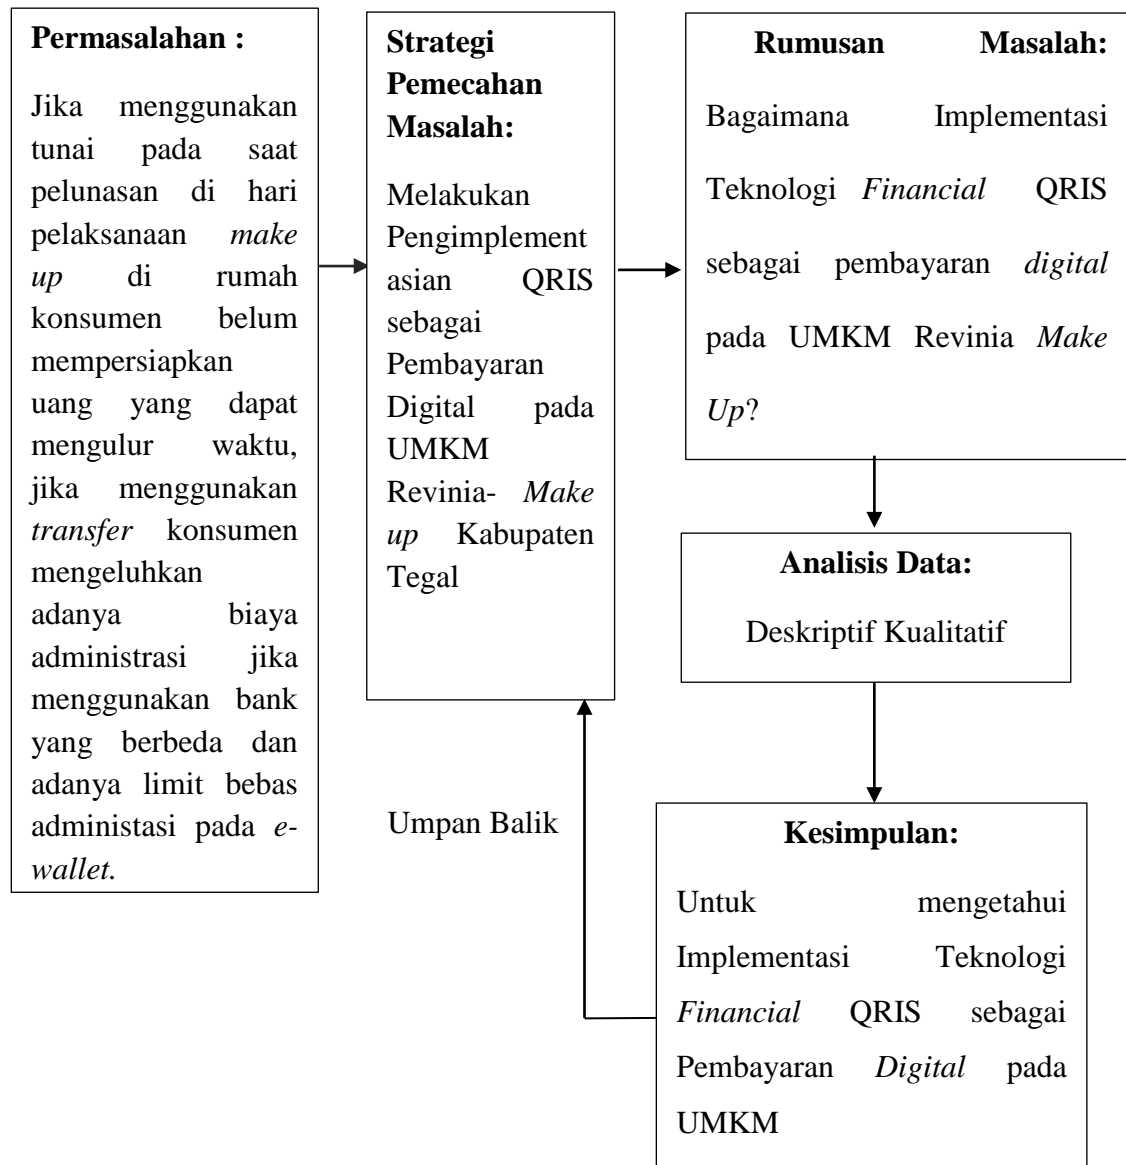 Permasalahan :
Jika menggunakan
tunai pada saat
pelunasan di hari
pelaksanaan make
up di rumah
konsumen belum
mempersiapkan
uang yang dapat
mengulur waktu,
jika menggunakan
transfer konsumen
mengeluhkan
adanya biaya
administrasi jika
menggunakan bank
yang berbeda dan
adanya limit bebas
administasi pada e-
wallet.
Strategi
Pemecahan
Masalah:
Melakukan
Pengimplement
asian QRIS
sebagai
Pembayaran
Digital pada
UMKM
Revinia- Make
up Kabupaten
Tegal
Rumusan Masalah:
Bagaimana Implementasi
Teknologi Financial QRIS
sebagai pembayaran digital
pada UMKM Revinia Make
Up?
Analisis Data:
Deskriptif Kualitatif
Umpan Balik
Kesimpulan:
Untuk mengetahui
Implementasi Teknologi
Financial QRIS sebagai
Pembayaran Digital pada
UMKM